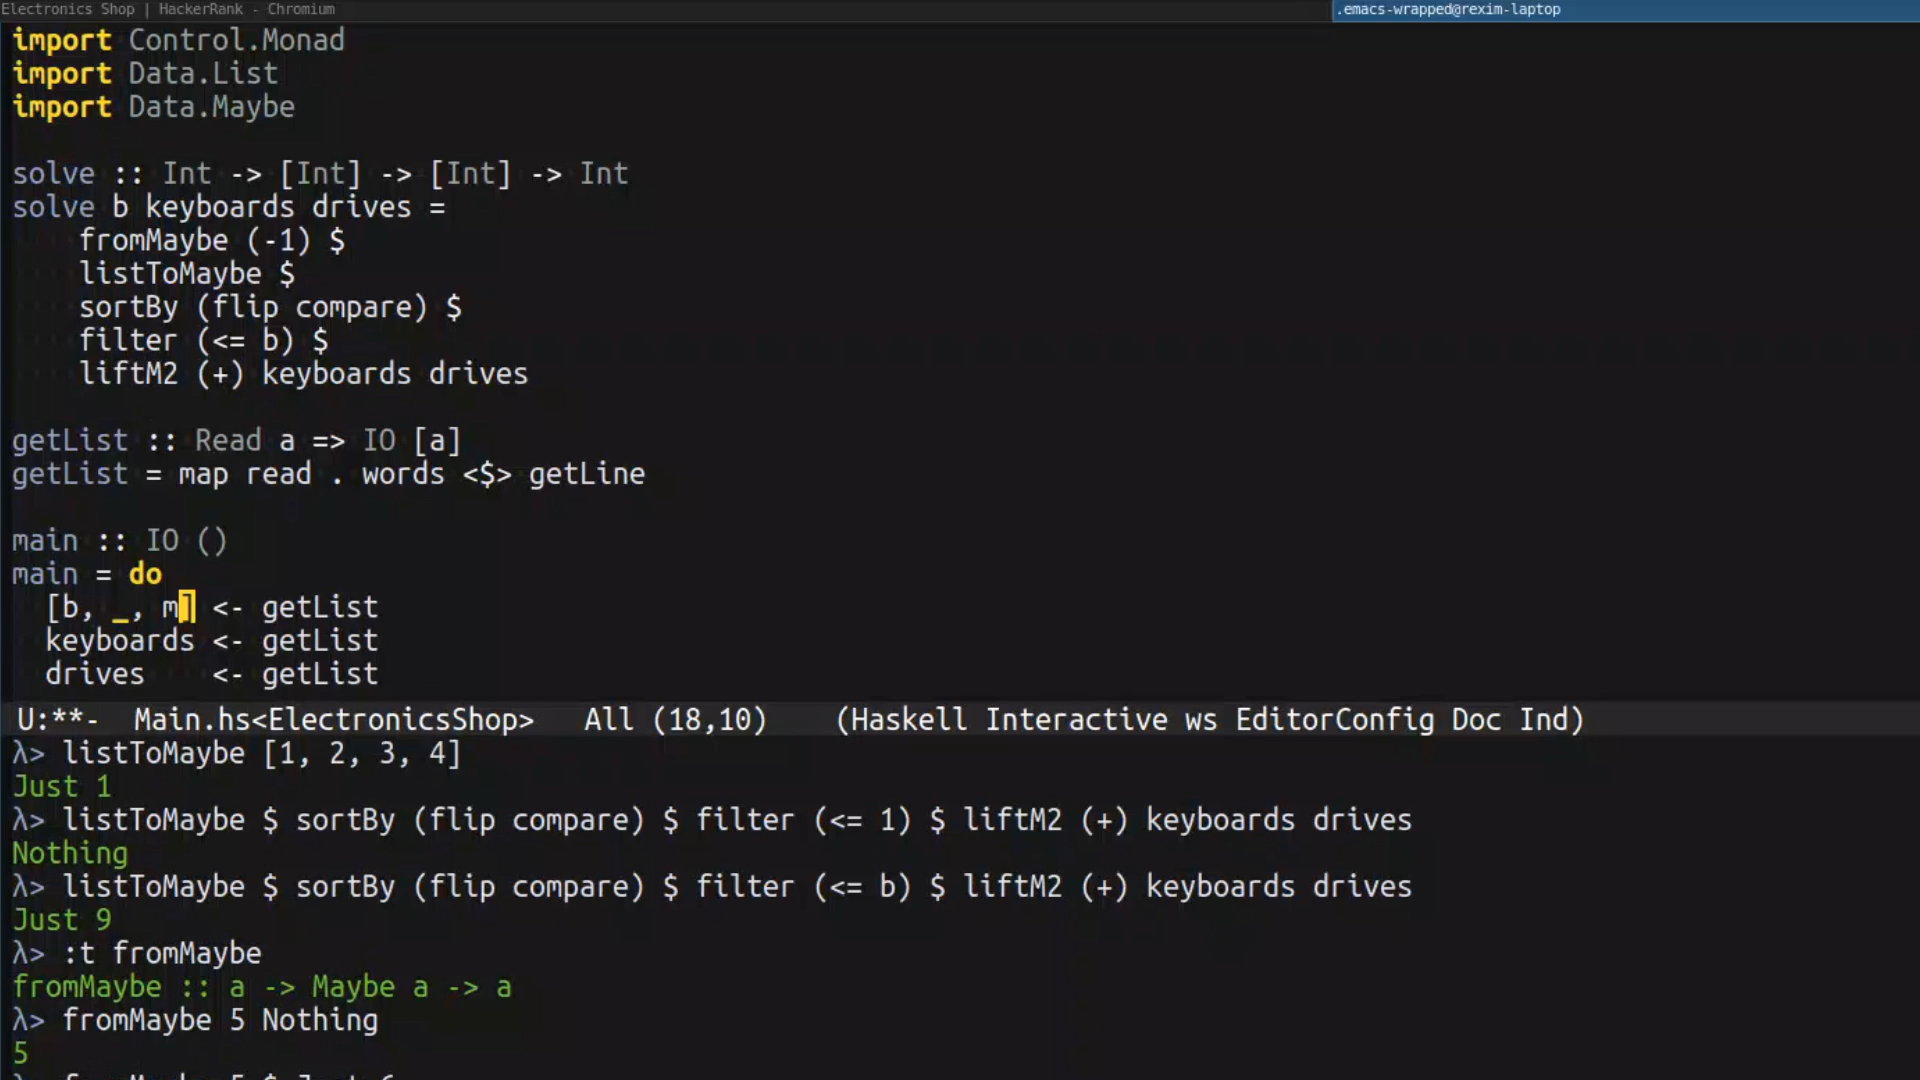 Electronics Shop | HackerRank - Chromium
.emacs-wrapped@rexim-laptop
import Control.Monad
import Data.List
import Data.Maybe
solve :: Int -> [Int] -> [Int] -> Int
solve b keyboards drives =
fromMaybe (-1) $
listToMaybe $
sortBy (flip compare) $
filter (<= b) $
liftM2 (+) keyboards drives
getList :: Read a => IO [a]
getList = map read . words <$> getLine
main :: IO ()
main = do
[b, _, m] <- getList
keyboards <- getList
drives    <- getList
U:**-  Main.hs<ElectronicsShop>   All (18,10)    (Haskell Interactive ws EditorConfig Doc Ind)
λ> listToMaybe [1, 2, 3, 4]
Just 1
λ> listToMaybe $ sortBy (flip compare) $ filter (<= 1) $ liftM2 (+) keyboards drives
Nothing
λ> listToMaybe $ sortBy (flip compare) $ filter (<= b) $ liftM2 (+) keyboards drives
Just 9
λ> :t fromMaybe
fromMaybe :: a -> Maybe a -> a
λ> fromMaybe 5 Nothing
5